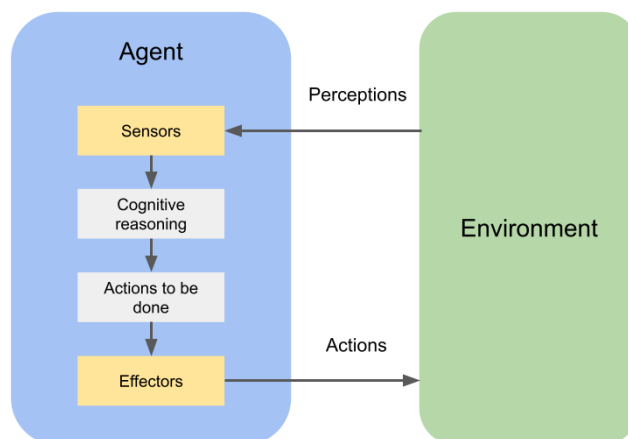 Agent
Perceptions
Sensors
Cognitive
reasoning
Environment
Actions to be
done
Actions
Effectors